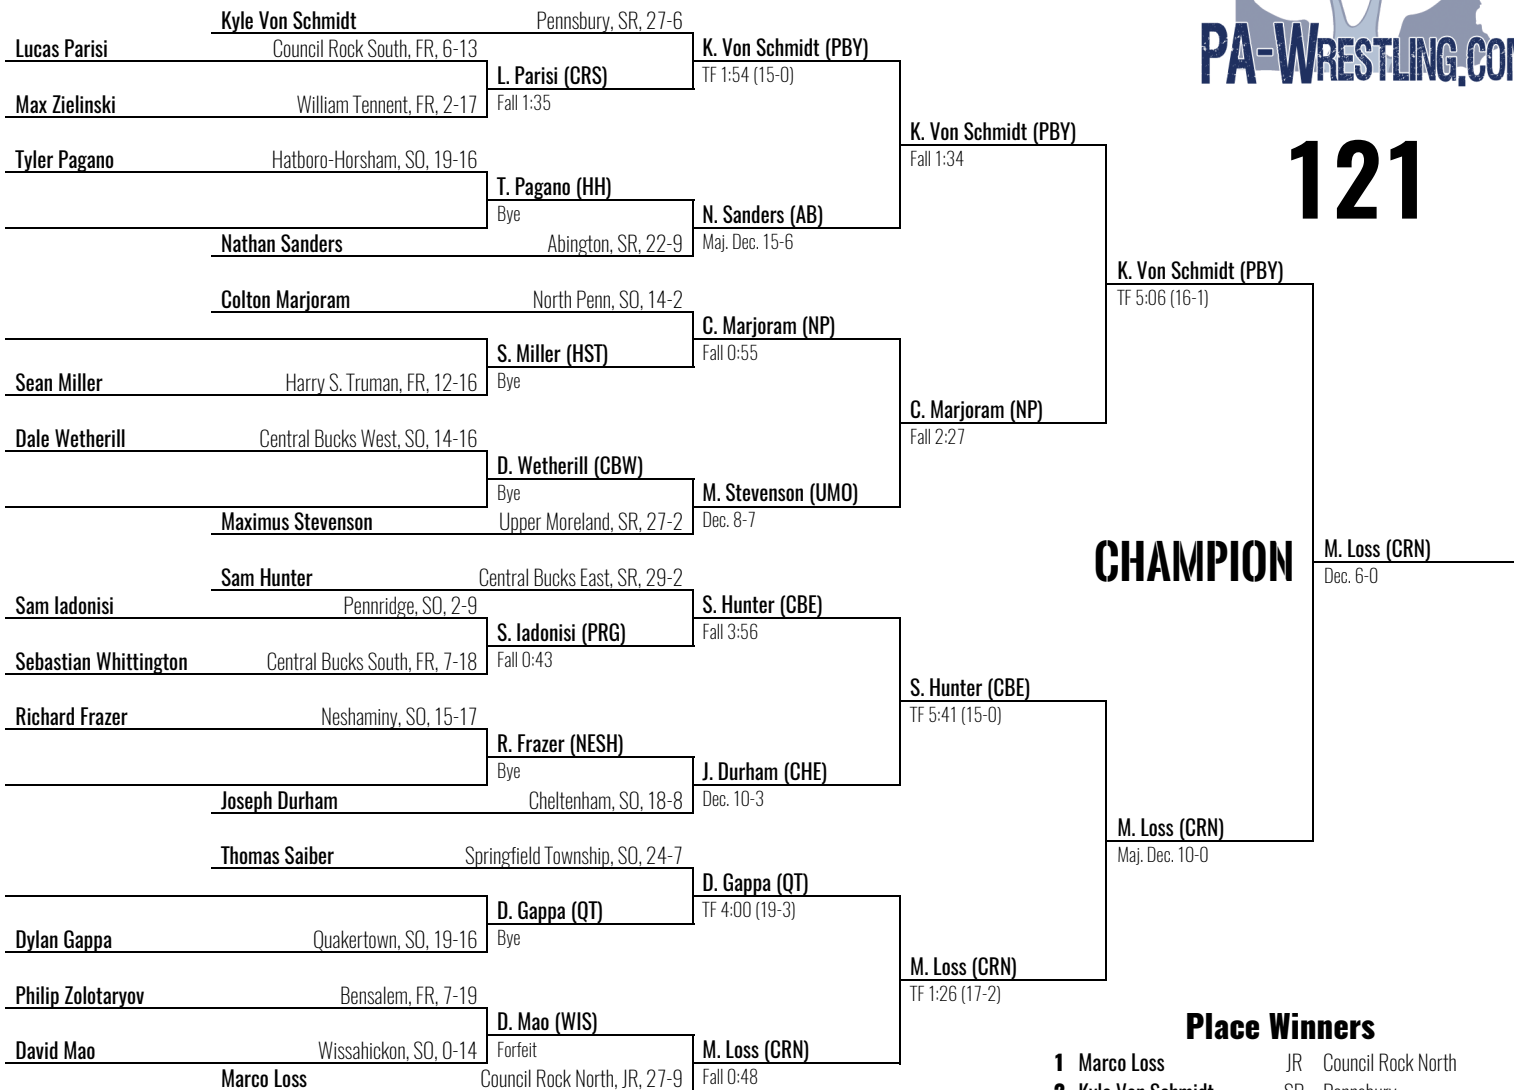 Kyle Von Schmidt Pennsbury, SR, 27-6
Lucas Parisi Council Rock South, FR, 6-13
K. Von Schmidt (PBY)
L. Parisi (CRS)
TF 1:54 (15-0)
Max Zielinski William Tennent, FR, 2-17
Fall 1:35
K. Von Schmidt (PBY)
Fall 1:34
Tyler Pagano Hatboro-Horsham, SO, 19-16
T. Pagano (HH)
Bye
N. Sanders (AB)
Maj. Dec. 15-6
Nathan Sanders Abington, SR, 22-9
PA-WRESTLING.CO
121
K. Von Schmidt (PBY)
TF 5:06 (16-1)
Colton Marjoram North Penn, SO, 14-2
C. Marjoram (NP)
Fall 0:55
S. Miller (HST)
Bye
Sean Miller Harry S. Truman, FR, 12-16
C. Marjoram (NP)
Fall 2:27
Dale Wetherill Central Bucks West, SO, 14-16
D. Wetherill (CBW)
Bye
M. Stevenson (UMO)
Dec. 8-7
Maximus Stevenson Upper Moreland, SR, 27-2
CHAMPION
M. Loss (CRN)
Dec. 6-0
Sam Hunter Central Bucks East, SR, 29-2
Sam Iadonisi Pennridge, SO, 2-9
S. Hunter (CBE)
Fall 3:56
S. Iadonisi (PRG)
Fall 0:43
Sebastian Whittington Central Bucks South, FR, 7-18
S. Hunter (CBE)
TF 5:41 (15-0)
Richard Frazer Neshaminy, SO, 15-17
R. Frazer (NESH)
Bye
J. Durham (CHE)
Dec. 10-3
Joseph Durham Cheltenham, SO, 18-8
M. Loss (CRN)
Maj. Dec. 10-0
Thomas Saiber Springfield Township, SO, 24-7
D. Gappa (QT)
TF 4:00 (19-3)
D. Gappa (QT)
Bye
Dylan Gappa Quakertown, SO, 19-16
M. Loss (CRN)
TF 1:26 (17-2)
Philip Zolotaryov Bensalem, FR, 7-19
D. Mao (WIS)
Forfeit
David Mao Wissahickon, SO, 0-14
M. Loss (CRN)
Fall 0:48
Marco Loss Council Rock North, JR, 27-9
Place Winners
1 Marco Loss JR Council Rock North
2 Kyle Von Schmidt SR Pennsbury